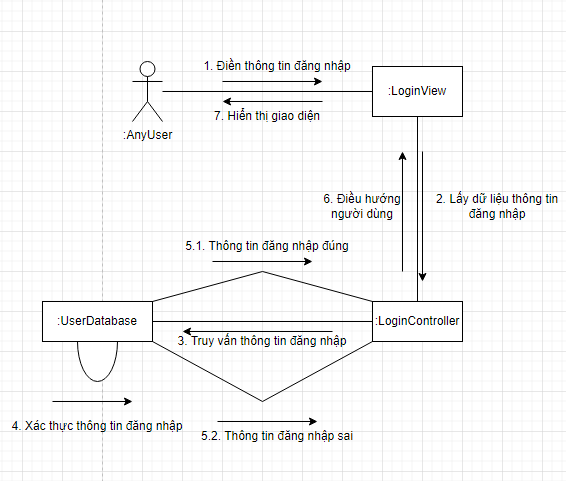 1. Điền thông tin đăng nhập
:LoginView
7. Hiển thị giao diện
:AnyUser
6. Điều hướng
người dùng
2. Lấy dữ liệu thông tin
đăng nhập
5.1. Thông tin đăng nhập đúng
:UserDatabase
:LoginController
3. Truy vấn thông tin đăng nhập
4. Xác thực thông tin đăng nhập
5.2. Thông tin đăng nhập sai